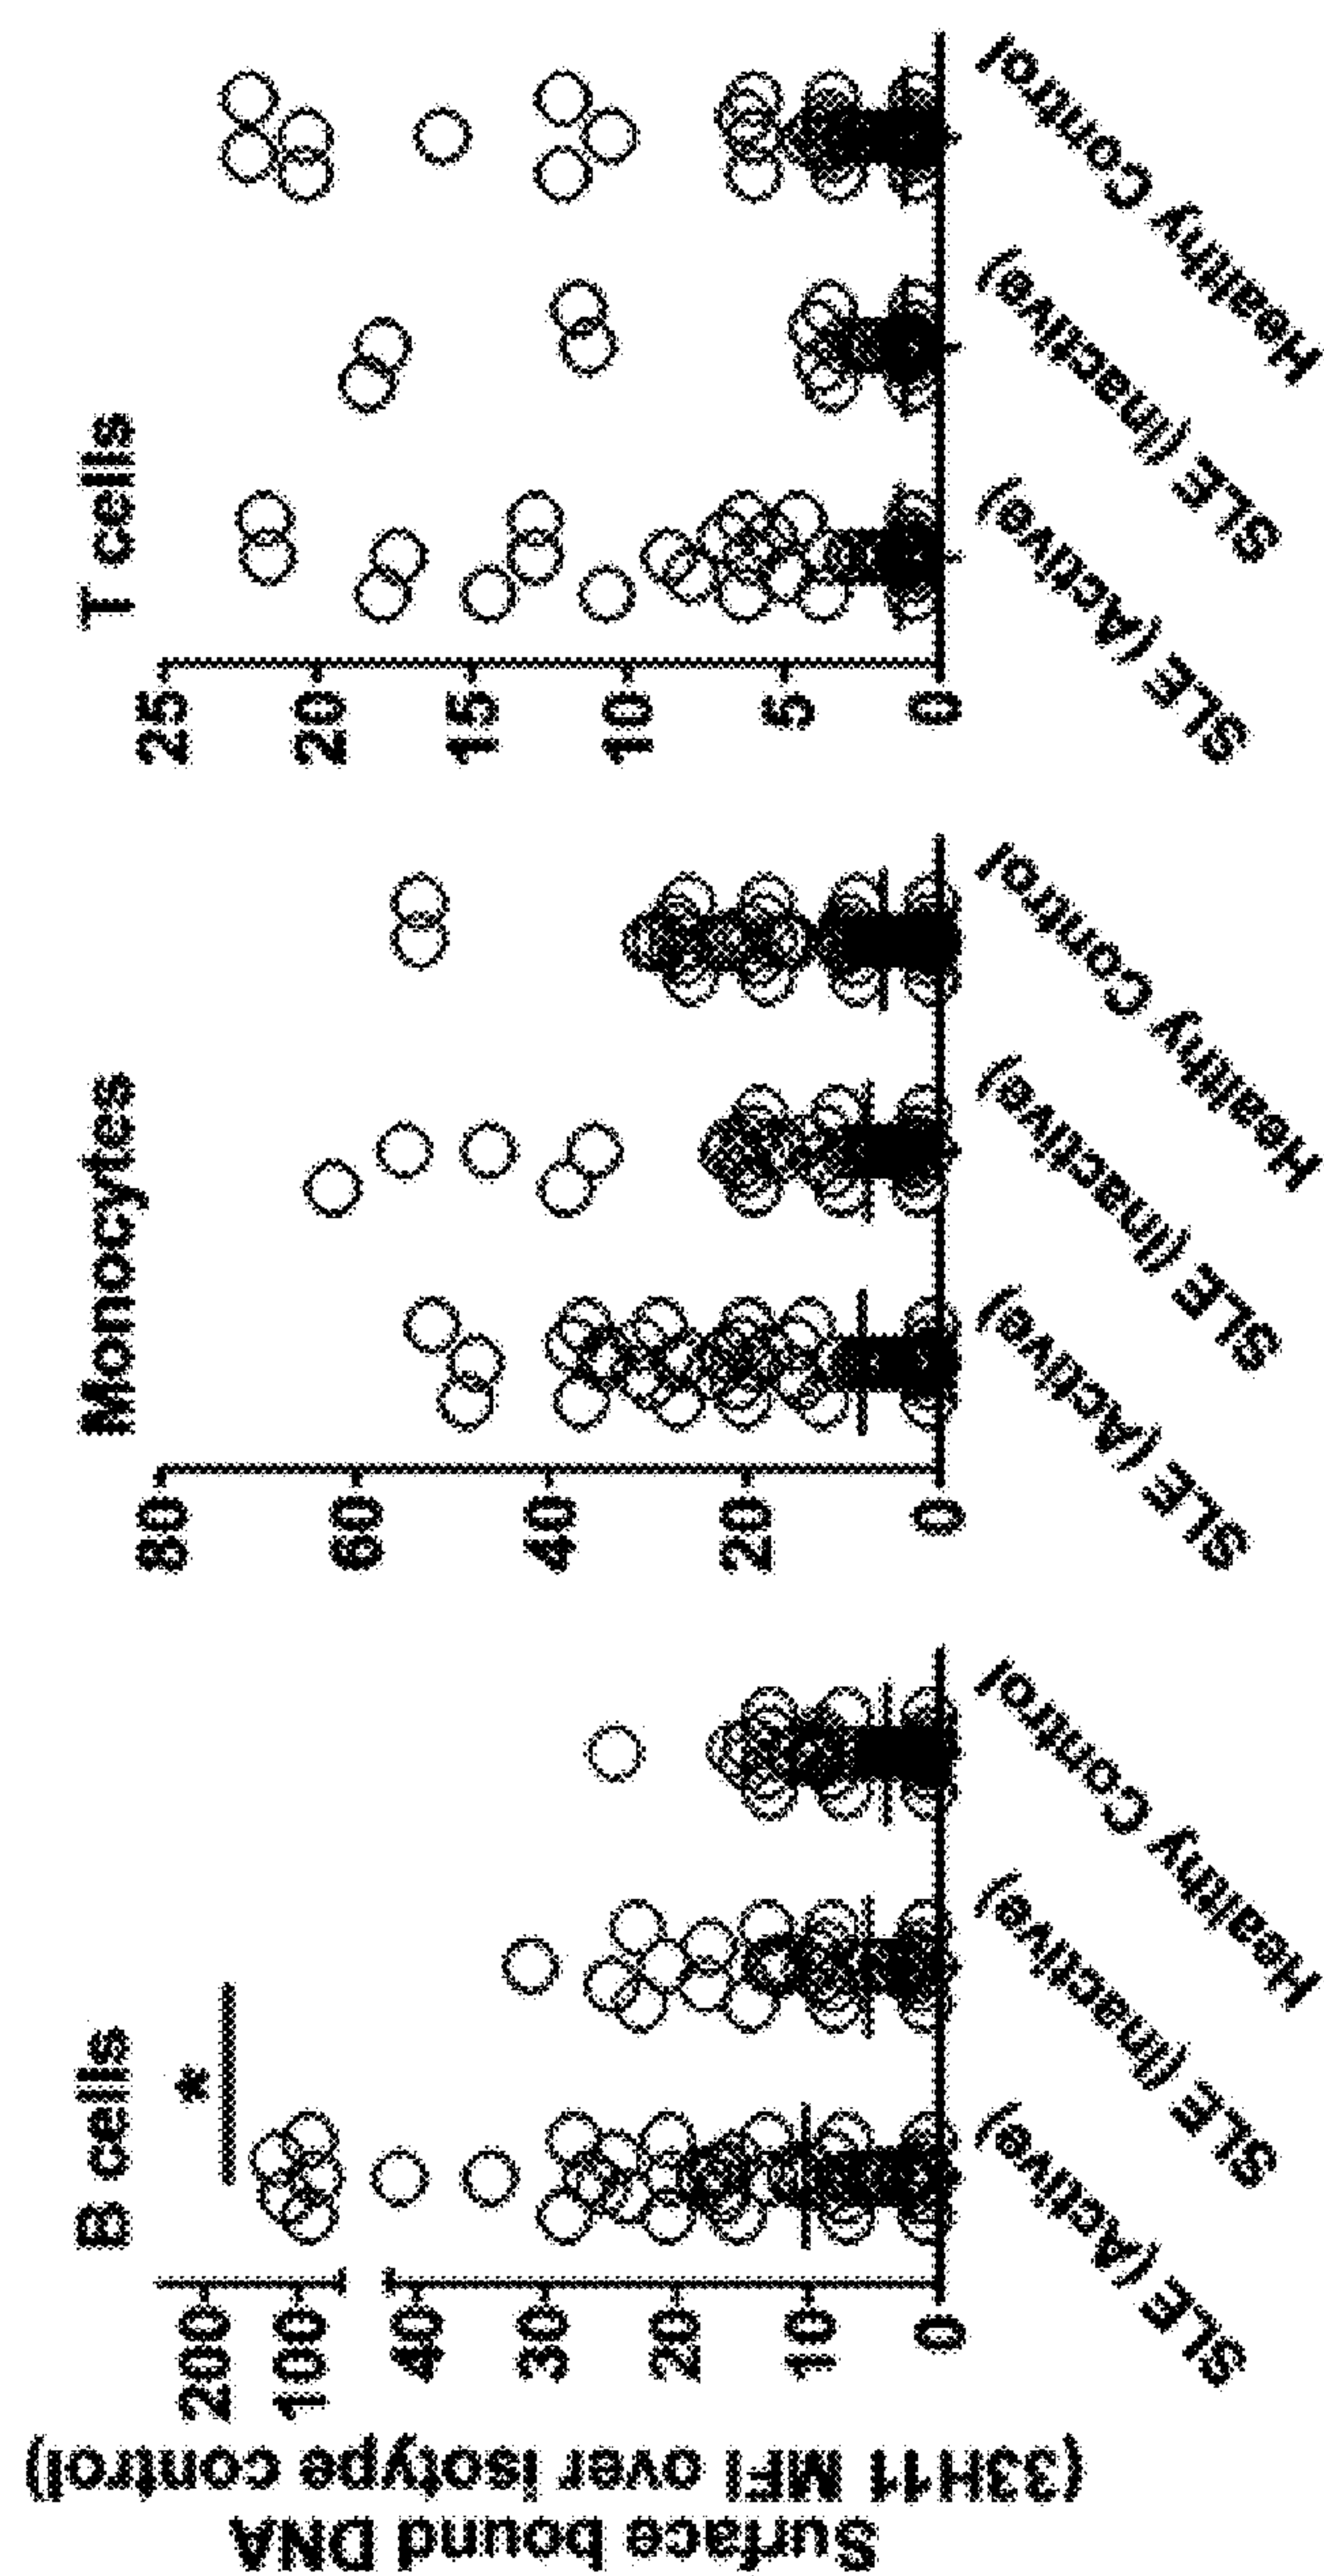 Surface bound DNA
(33H11 MFI over isotype control)
B cells
*
200
100
40
30
20
10
0
SLE (Active)
SLE (Inactive)
Healthy Control
Monocytes
80
60
40
20
0
SLE (Active)
SLE (Inactive)
Healthy Control
T cells
25
20
15
10
5
0
SLE (Active)
SLE (Inactive)
Healthy Control